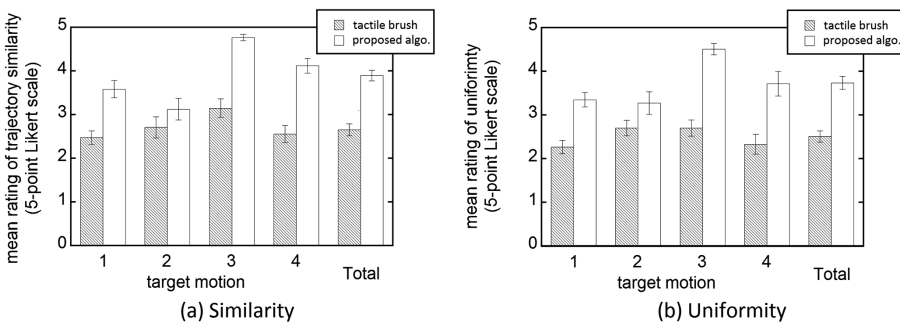 tactile brush
proposed algo.
mean rating of trajectory similarity
(5-point Likert scale)
5
4
3
2
1
0
1 2 3 4 Total
target motion
(a) Similarity
tactile brush
proposed algo.
mean rating of uniforimty
(5-point Likert scale)
5
4
3
2
1
0
1 2 3 4 Total
target motion
(b) Uniformity